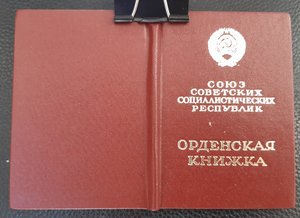 СОЮЗ
СОВЕТСКИХ
СОЦИАЛИСТИЧЕСКИХ
РЕСПУБЛИК
ОРДЕНСКАЯ
КНИЖКА